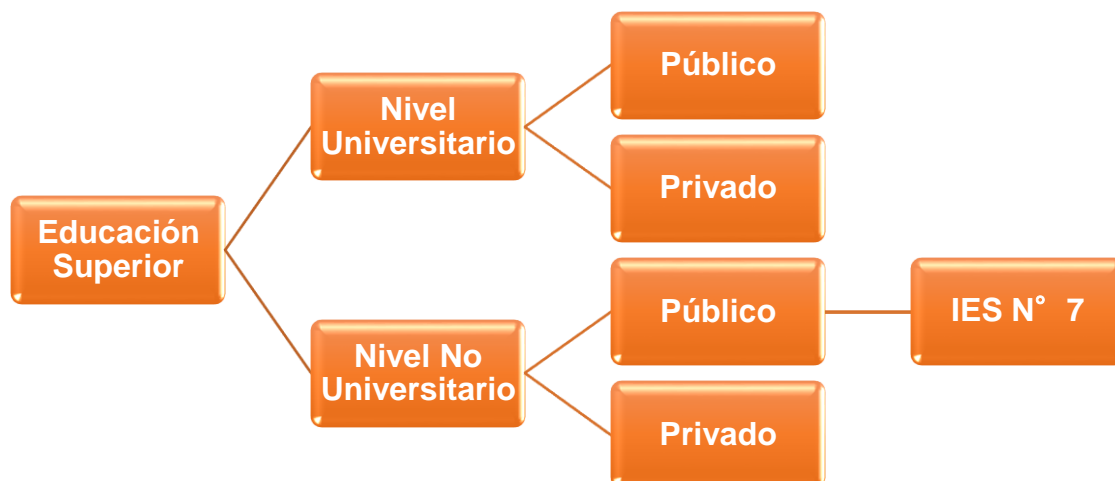 Educación
Superior
Nivel
Universitario
Público
Privado
Nivel No
Universitario
Público
IES N° 7
Privado